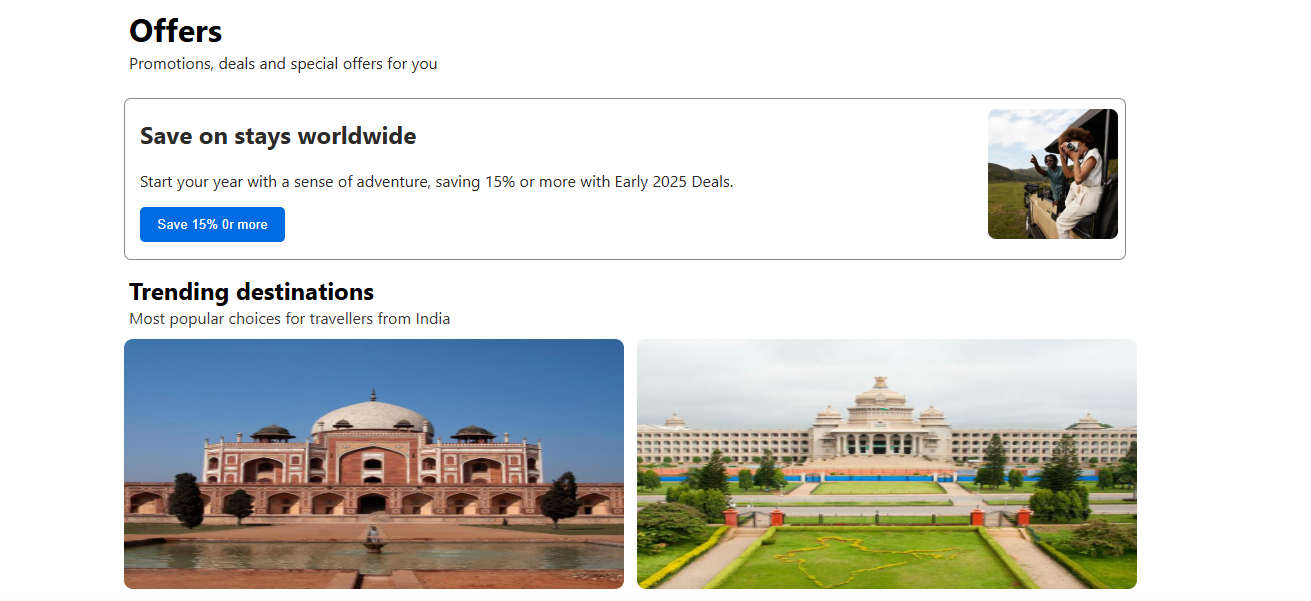 Offers
Promotions, deals and special offers for you
Save on stays worldwide
Start your year with a sense of adventure, saving 15% or more with Early 2025 Deals.
Save 15% 0r more
Trending destinations
Most popular choices for travellers from India